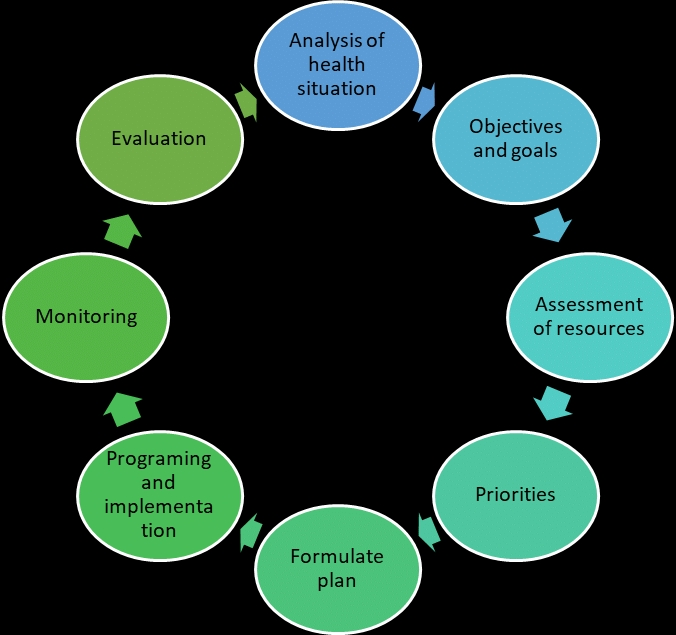 Analysis of
health
situation
Objectives
and goals
Assessment
of resources
Priorities
Formulate
plan
Programing
and
implementa
tion
Monitoring
Evaluation